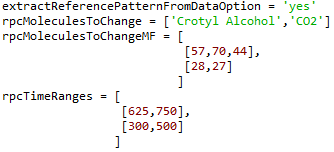 extractReferencePatternFromDataOption = 'yes'
rpcMoleculesToChange = ['Crotyl Alcohol','CO2']
rpcMoleculesToChangeMF = [
[57,70,44],
[28,27]
]
rpcTimeRanges = [
[625,750],
[300,500]
]